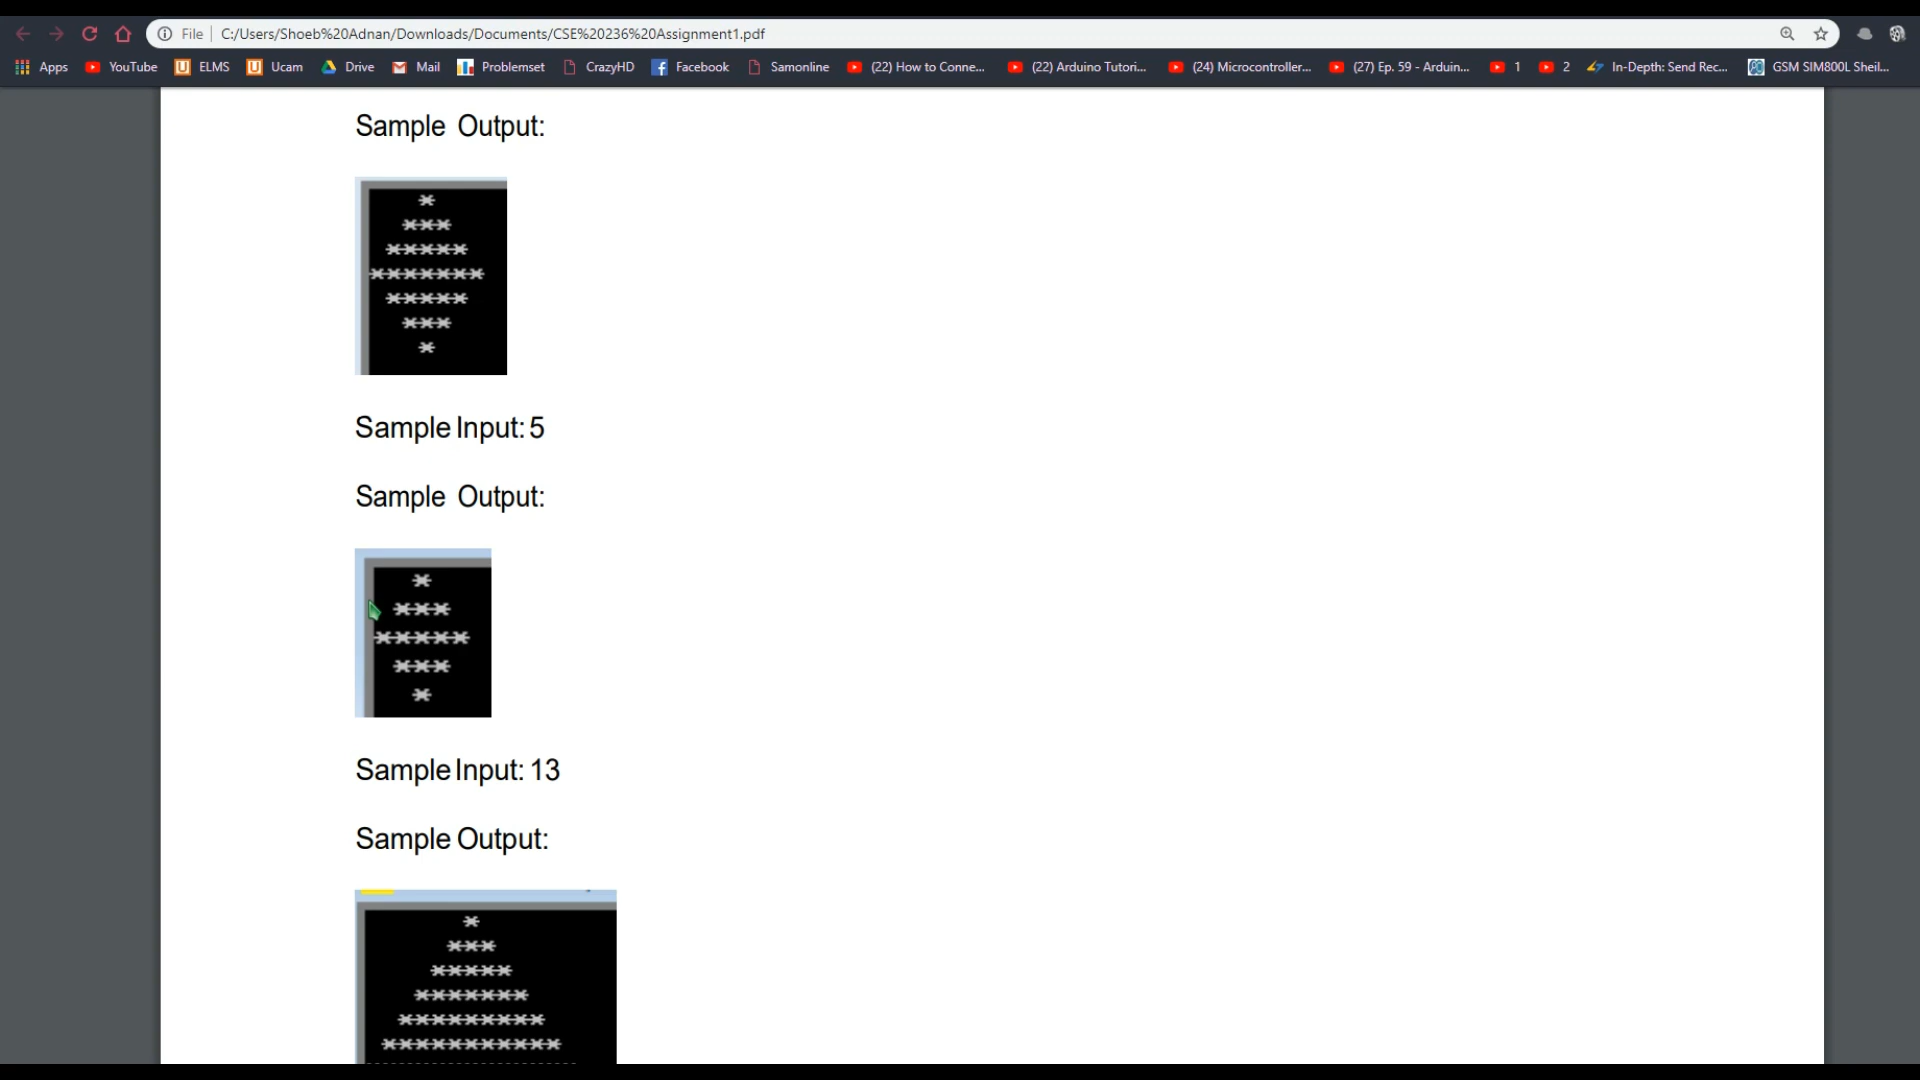 File | C:/Users/Shoeb%20Adnan/Downloads/Documents/CSE%20236%20Assignment1.pdf
Apps YouTube ELMS Ucam Drive Mail Problemset CrazyHD Facebook Samonline (22) How to Conne... (22) Arduino Tutori... (24) Microcontroller... (27) Ep. 59 - Arduin... 1 2 In-Depth: Send Rec... GSM SIM800L Sheil...
Sample Output:
*
***
*****
*******
*****
***
*
Sample Input: 5
Sample Output:
*
***
*****
***
*
Sample Input: 13
Sample Output:
*
***
*****
*******
*********
***********